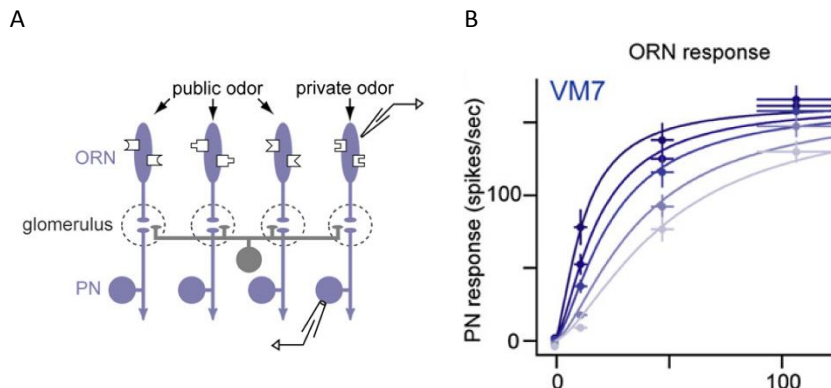 A
public odor
private odor
ORN
glomerulus
PN
B
ORN response
VM7
PN response (spikes/sec)
100
0
0
100